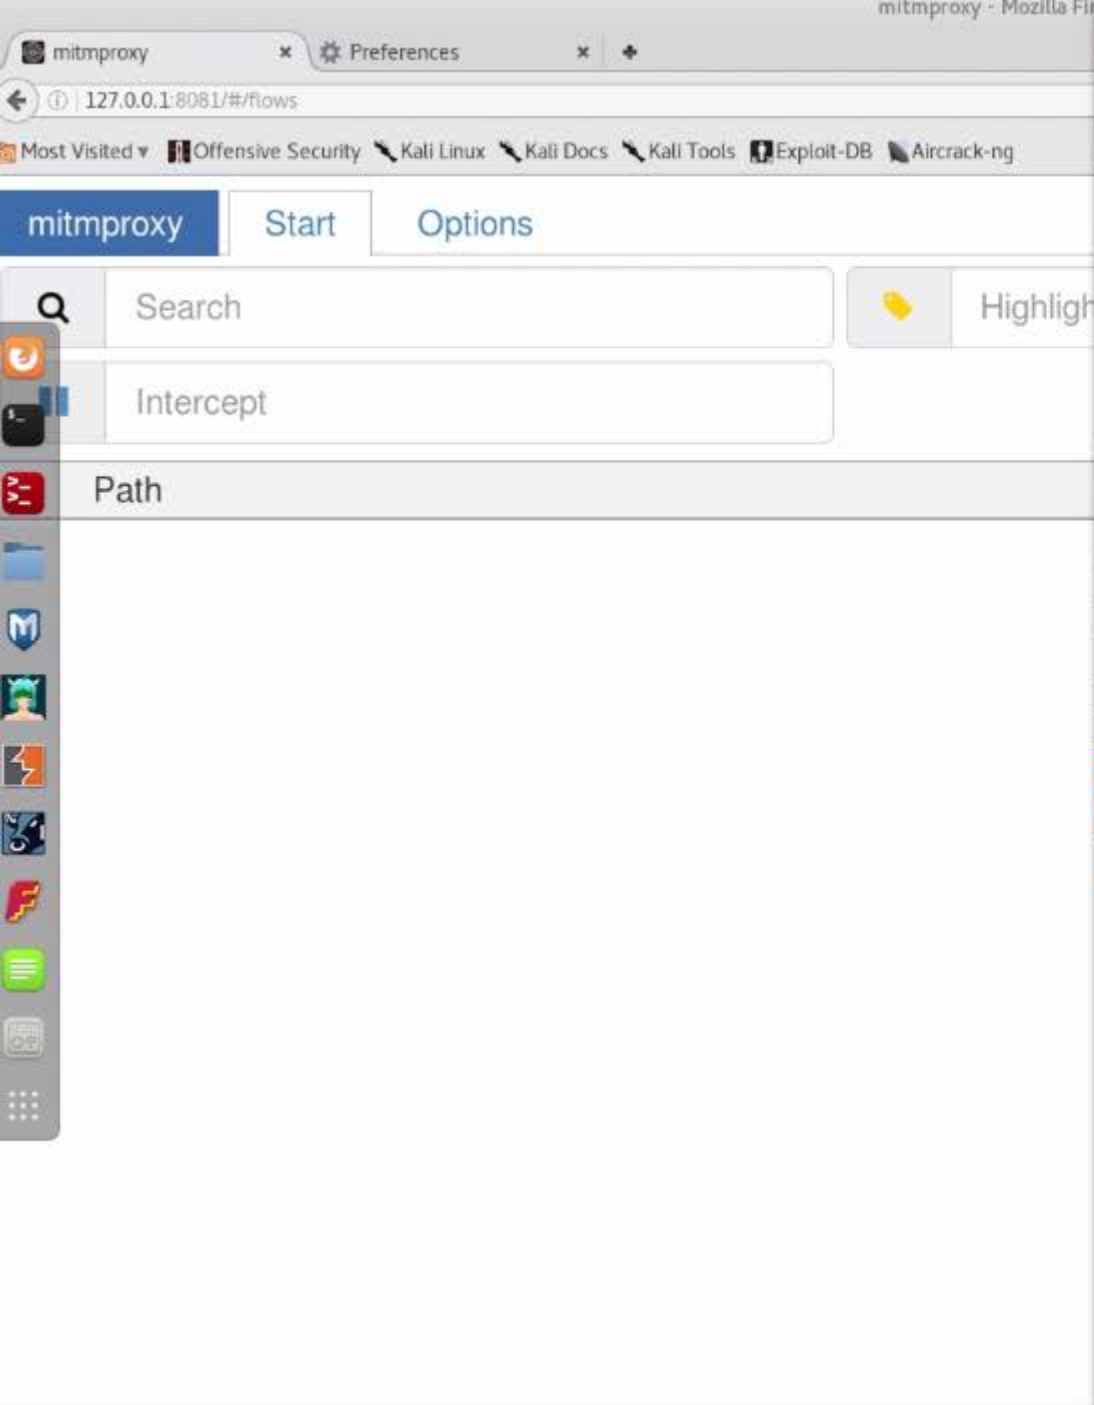 mitmproxy - Mozilla Fir
mitmproxy Preferences
127.0.0.1:8081/#/flows
Most Visited Offensive Security Kali Linux Kali Docs Kali Tools Exploit-DB Aircrack-ng
mitmproxy Start Options
Search Highligh
Intercept
Path